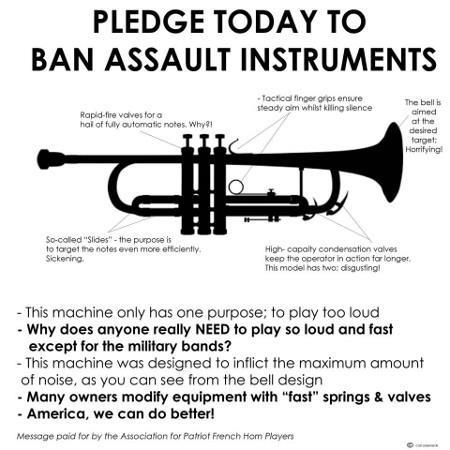 PLEDGE TODAY TO
BAN ASSAULT INSTRUMENTS
Rapid-fire valves for a
hail of fully automatic notes. Why?!
- Tactical finger grips ensure
steady aim whilst killing silence
The bell is
aimed
at the
desired
target;
Horrifying!
So-called "Slides" - the purpose is
to target the notes even more efficiently.
Sickening.
High- capaity condensation valves
keep the operator in action far longer.
This model has two; disgusting!
- This machine only has one purpose; to play too loud
- Why does anyone really NEED to play so loud and fast
except for the military bands?
- This machine was designed to inflict the maximum amount
of noise, as you can see from the bell design
- Many owners modify equipment with "fast" springs & valves
- America, we can do better!
Message paid for by the Association for Patriot French Horn Players
©